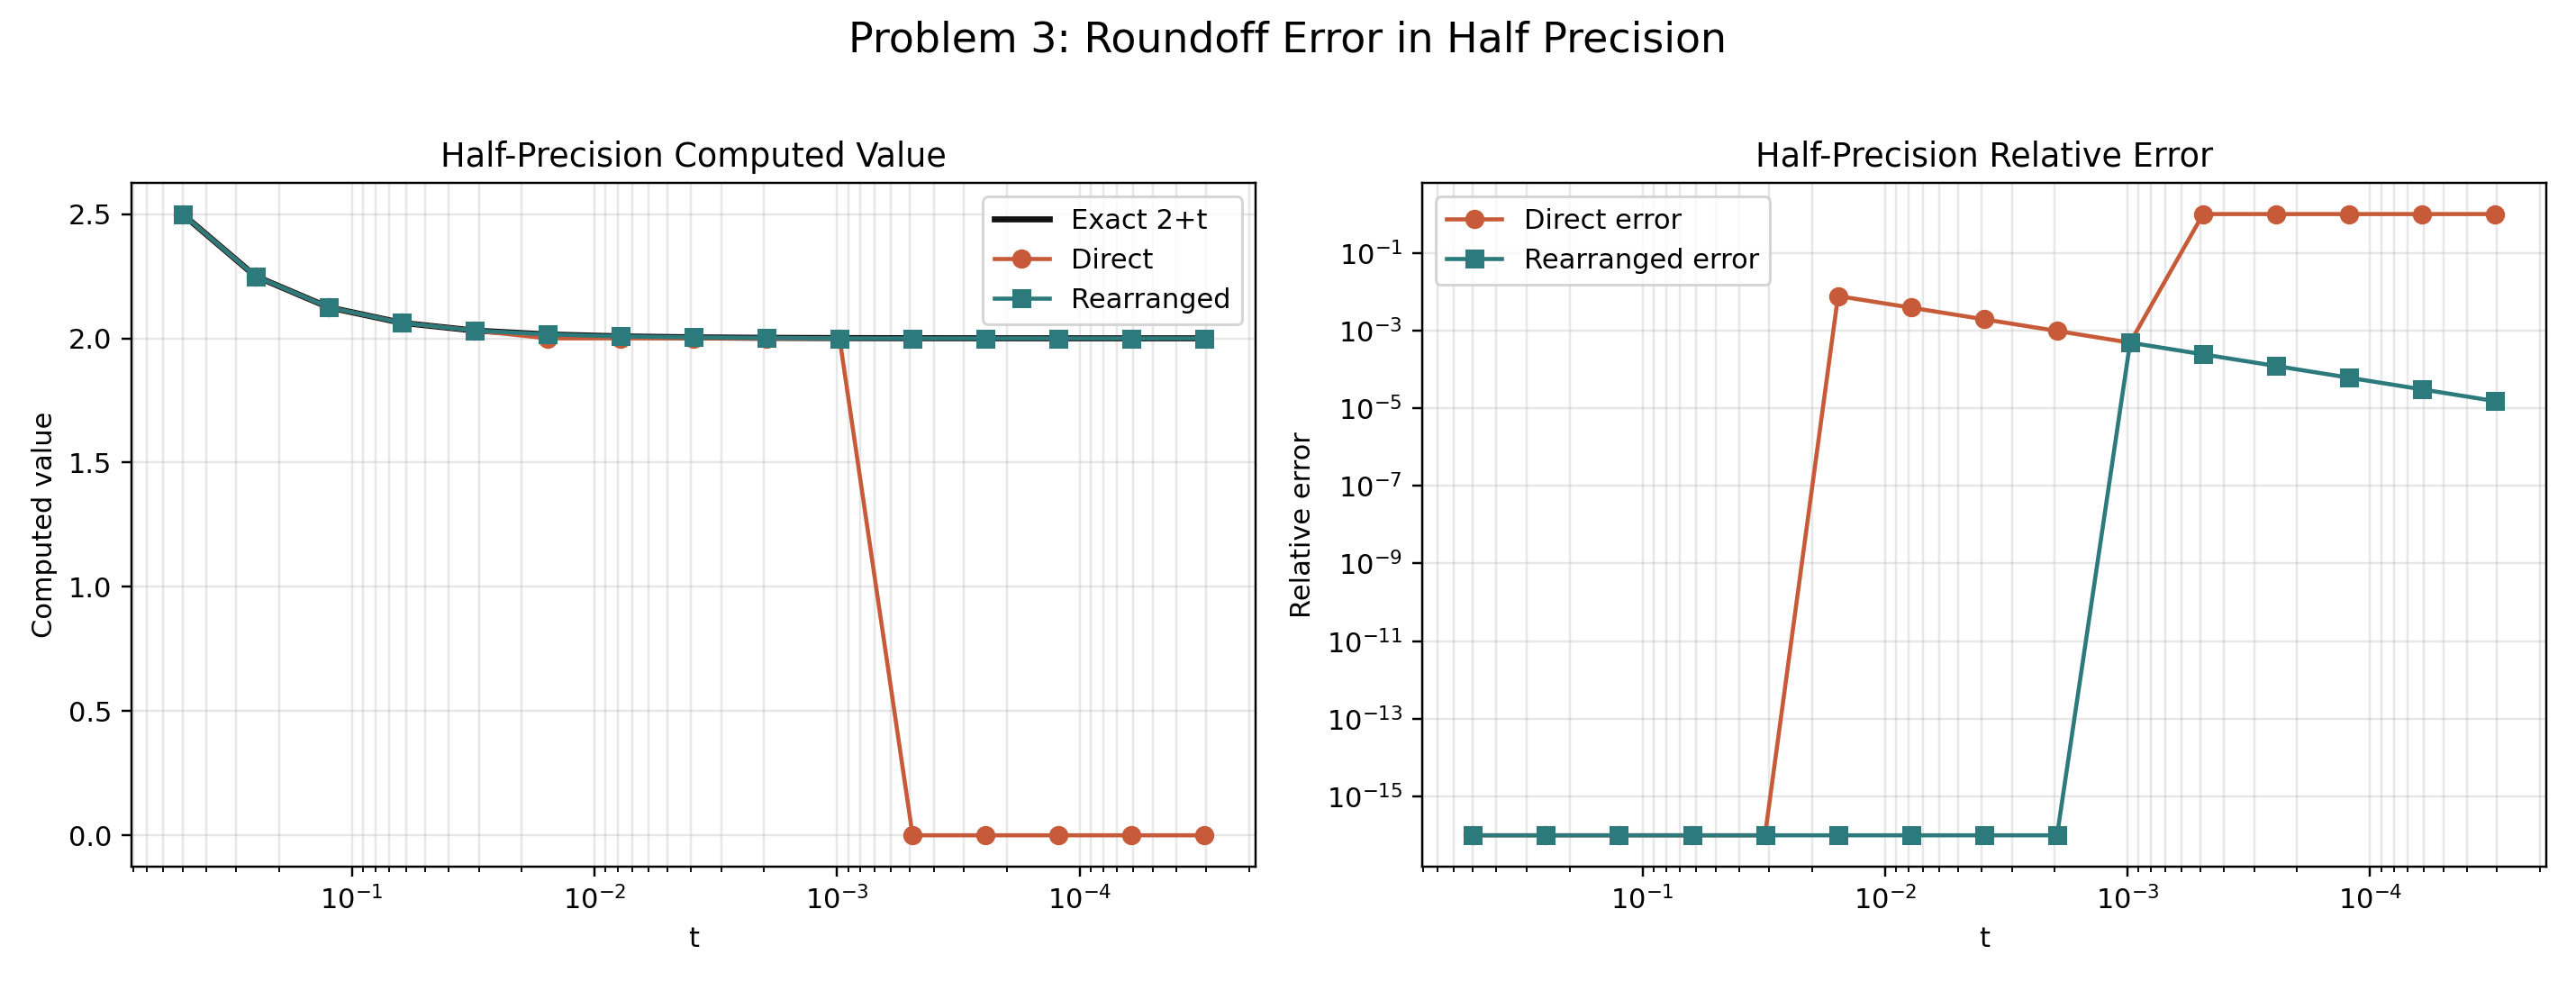 Problem 3: Roundoff Error in Half Precision
Half-Precision Computed Value
Computed value
2.5
2.0
1.5
1.0
0.5
0.0
Exact 2+t
Direct
Rearranged
10⁻¹
10⁻²
10⁻³
10⁻⁴
t
Half-Precision Relative Error
Relative error
10⁻¹
10⁻³
10⁻⁵
10⁻⁷
10⁻⁹
10⁻¹¹
10⁻¹³
10⁻¹⁵
Direct error
Rearranged error
10⁻¹
10⁻²
10⁻³
10⁻⁴
t